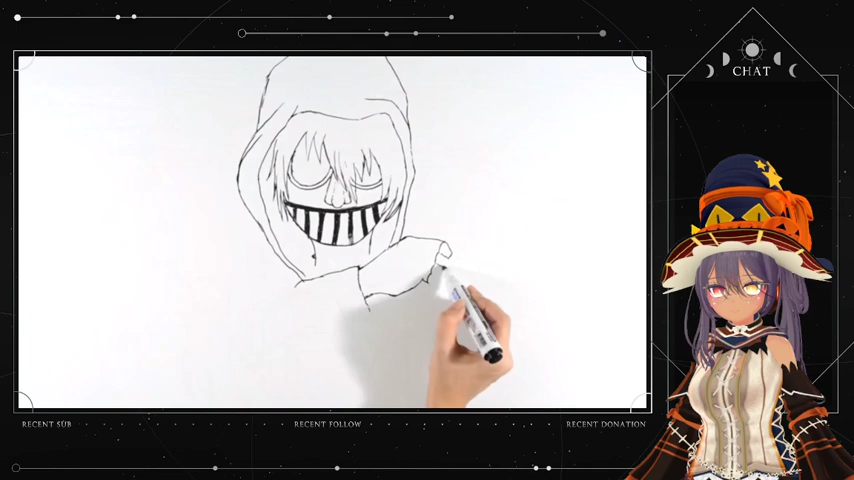 CHAT
RECENT SUB
RECENT FOLLOW
RECENT DONATION